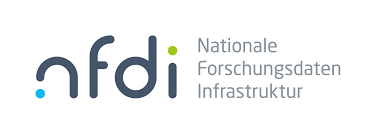 nfdi
Nationale
Forschungsdaten
Infrastruktur